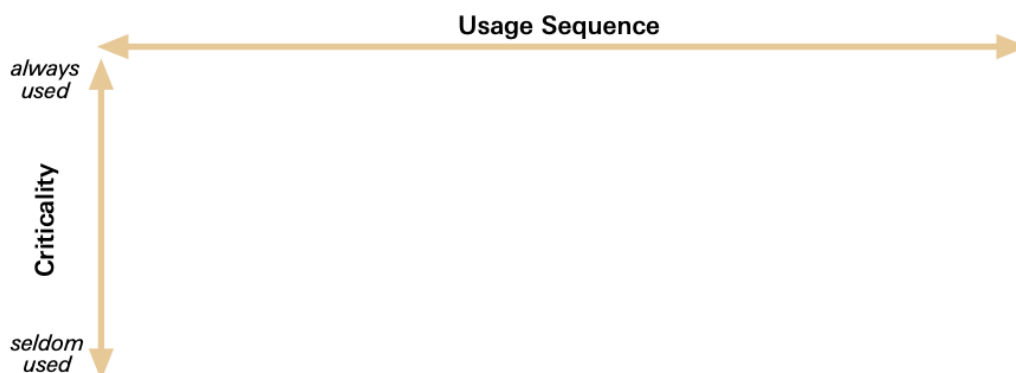 Usage Sequence
always
used
Criticality
seldom
used